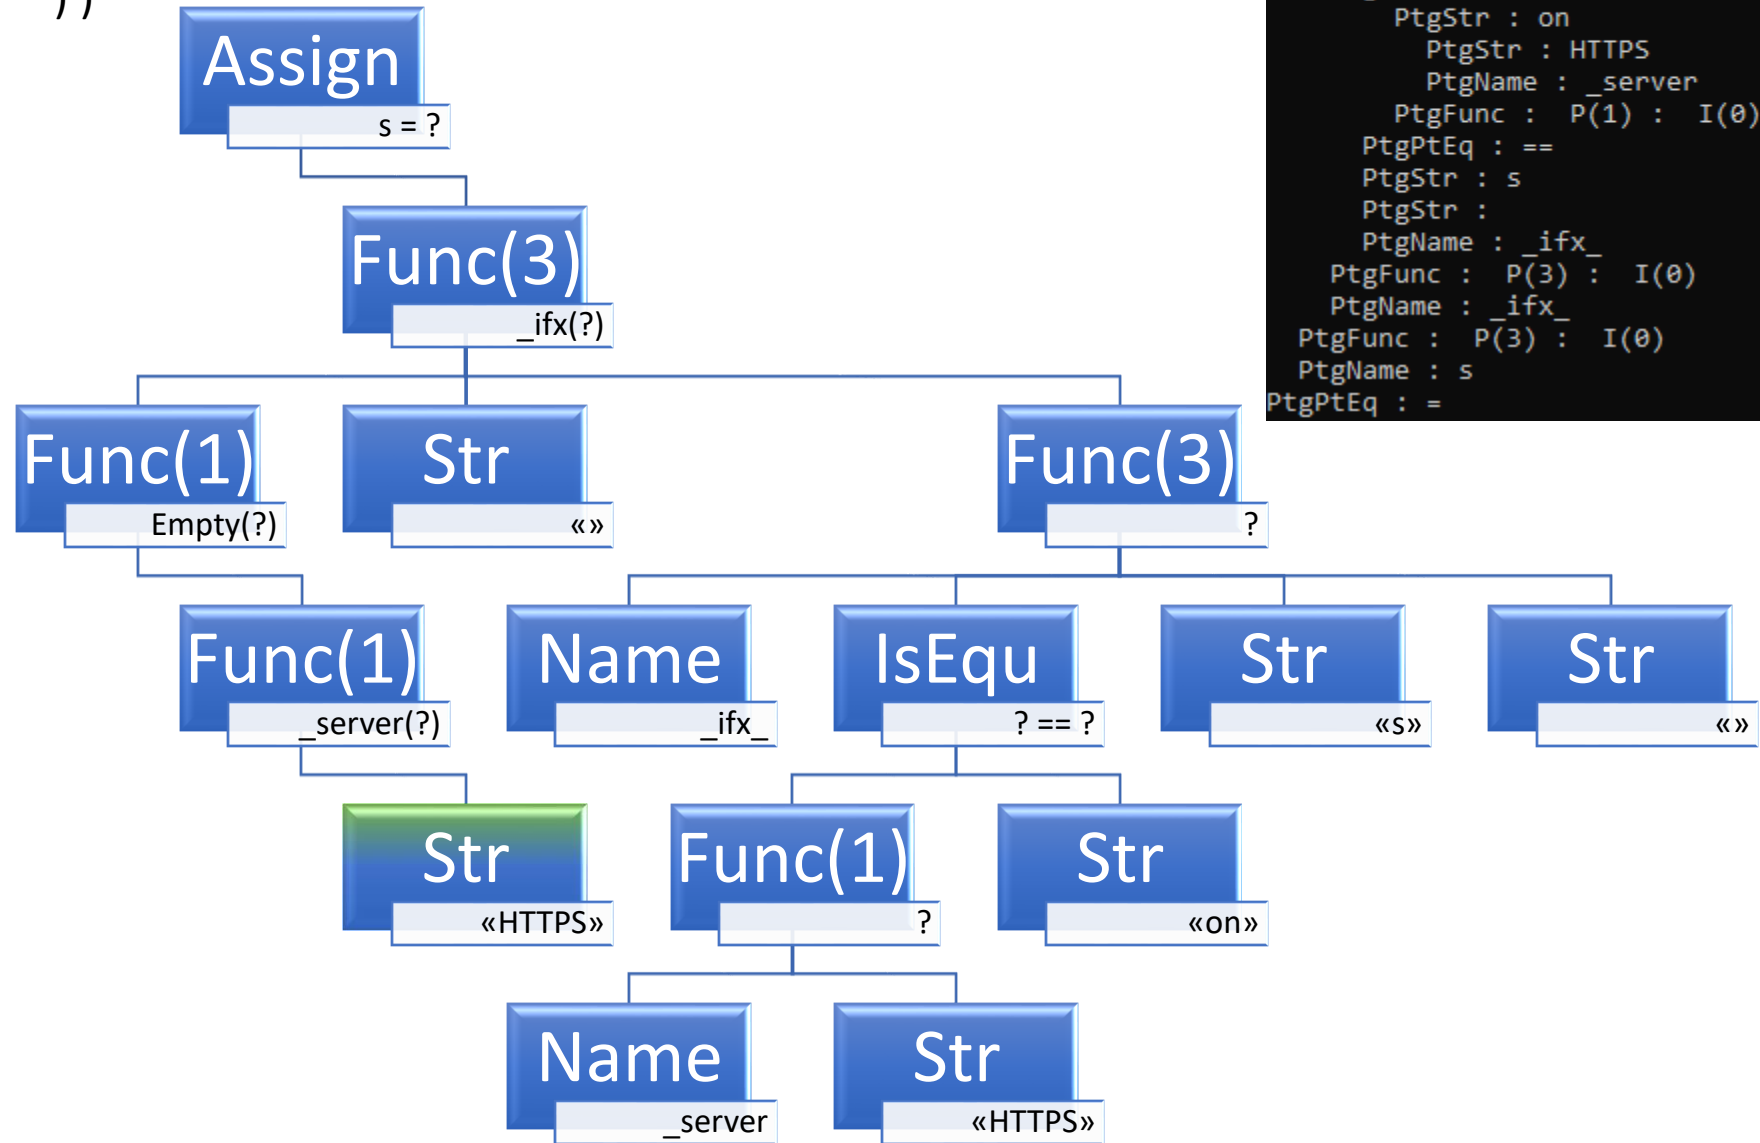 ))
Assign
s = ?
Func(3)
_ifx(?)
Func(1)
Empty(?)
Str
«»
Func(3)
?
Func(1)
_server(?)
Name
_ifx_
IsEqu
? == ?
Str
«s»
Str
«»
Str
«HTTPS»
Func(1)
?
Str
«on»
Name
_server
Str
«HTTPS»
PtgStr : on
PtgStr : HTTPS
PtgName : _server
PtgFunc :  P(1) :  I(0)
PtgPtEq : ==
PtgStr : s
PtgStr :
PtgName : _ifx_
PtgFunc :  P(3) :  I(0)
PtgName : _ifx_
PtgFunc :  P(3) :  I(0)
PtgName : s
PtgPtEq : =